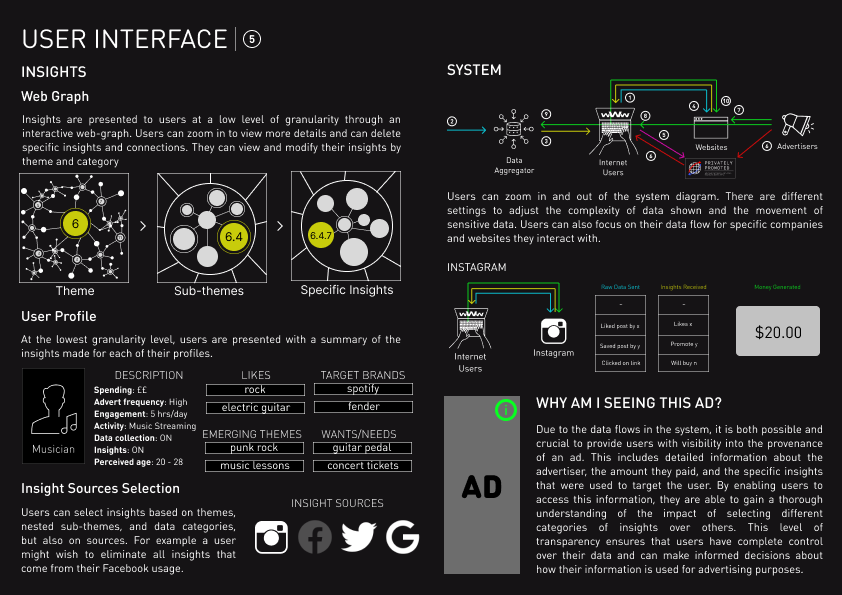 USER INTERFACE 5
INSIGHTS
Web Graph
Insights are presented to users at a low level of granularity through an
interactive web-graph. Users can zoom in to view more details and can delete
specific insights and connections. They can view and modify their insights by
theme and category
6
6.4
6.4.7
Theme
Sub-themes
Specific Insights
User Profile
At the lowest granularity level, users are presented with a summary of the
insights made for each of their profiles.
Musician
DESCRIPTION
Spending: ££
Advert frequency: High
Engagement: 5 hrs/day
Activity: Music Streaming
Data collection: ON
Insights: ON
Perceived age: 20 - 28
LIKES
rock
electric guitar
TARGET BRANDS
spotify
fender
EMERGING THEMES
punk rock
music lessons
WANTS/NEEDS
guitar pedal
concert tickets
Insight Sources Selection
Users can select insights based on themes,
nested sub-themes, and data categories,
but also on sources. For example a user
might wish to eliminate all insights that
come from their Facebook usage.
INSIGHT SOURCES
SYSTEM
2
9
3
1
8
5
6
4
10
7
6
Data
Aggregator
Internet
Users
Websites
Advertisers
PRIVATELY
PROMOTED
Users can zoom in and out of the system diagram. There are different
settings to adjust the complexity of data shown and the movement of
sensitive data. Users can also focus on their data flow for specific companies
and websites they interact with.
INSTAGRAM
Internet
Users
Instagram
Raw Data Sent
-
Liked post by x
Saved post by y
Clicked on link
Insights Received
-
Likes x
Promote y
Will buy n
Money Generated
$20.00
AD
i
WHY AM I SEEING THIS AD?
Due to the data flows in the system, it is both possible and
crucial to provide users with visibility into the provenance
of an ad. This includes detailed information about the
advertiser, the amount they paid, and the specific insights
that were used to target the user. By enabling users to
access this information, they are able to gain a thorough
understanding of the impact of selecting different
categories of insights over others. This level of
transparency ensures that users have complete control
over their data and can make informed decisions about
how their information is used for advertising purposes.